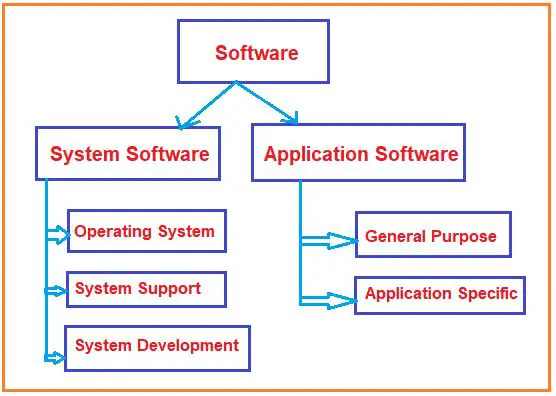 Software
System Software
Application Software
Operating System
General Purpose
System Support
Application Specific
System Development